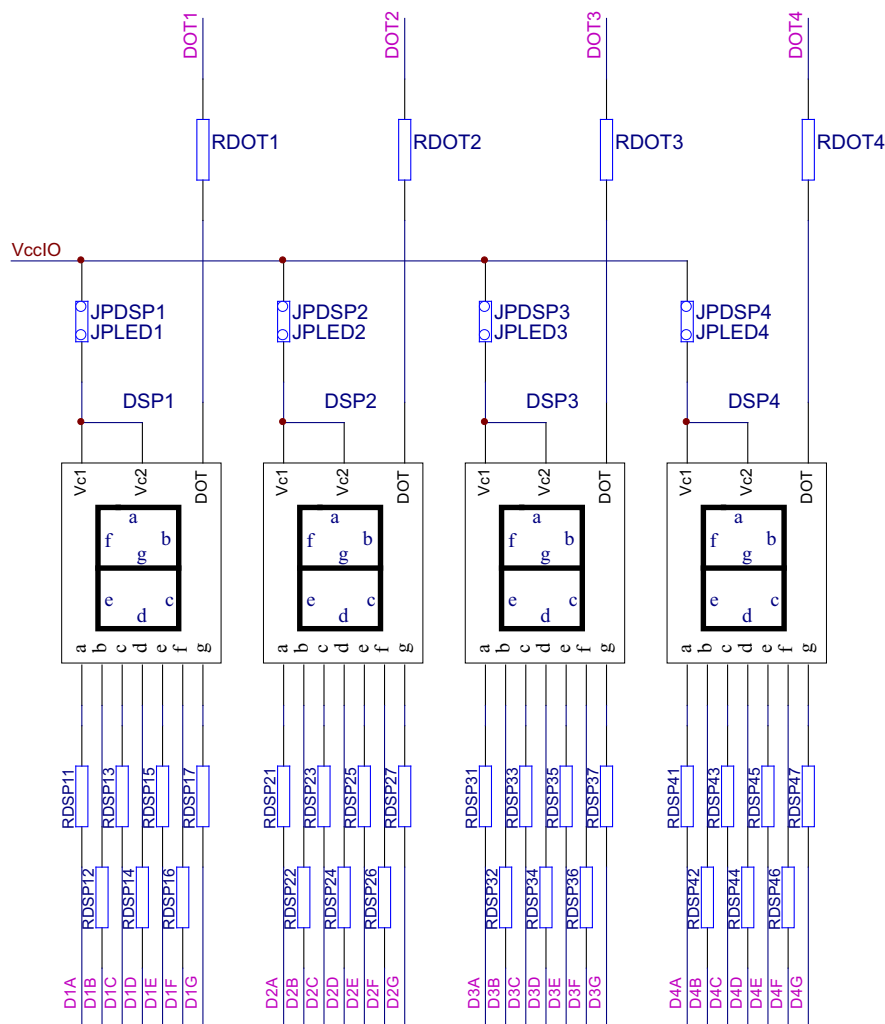 DOT1 DOT2 DOT3 DOT4
RDOT1 RDOT2 RDOT3 RDOT4
VccIO
JPDSP1 JPDSP2 JPDSP3 JPDSP4
JPLED1 JPLED2 JPLED3 JPLED4
DSP1 DSP2 DSP3 DSP4
Vc1 Vc2 DOT Vc1 Vc2 DOT Vc1 Vc2 DOT Vc1 Vc2 DOT
a a a a
f b f b f b f b
g g g g
e c e c e c e c
d d d d
a b c d e f g a b c d e f g a b c d e f g a b c d e f g
RDSP11 RDSP13 RDSP15 RDSP17 RDSP21 RDSP23 RDSP25 RDSP27 RDSP31 RDSP33 RDSP35 RDSP37 RDSP41 RDSP43 RDSP45 RDSP47
RDSP12 RDSP14 RDSP16 RDSP22 RDSP24 RDSP26 RDSP32 RDSP34 RDSP36 RDSP42 RDSP44 RDSP46
D1A D1B D1C D1D D1E D1F D1G D2A D2B D2C D2D D2E D2F D2G D3A D3B D3C D3D D3E D3F D3G D4A D4B D4C D4D D4E D4F D4G